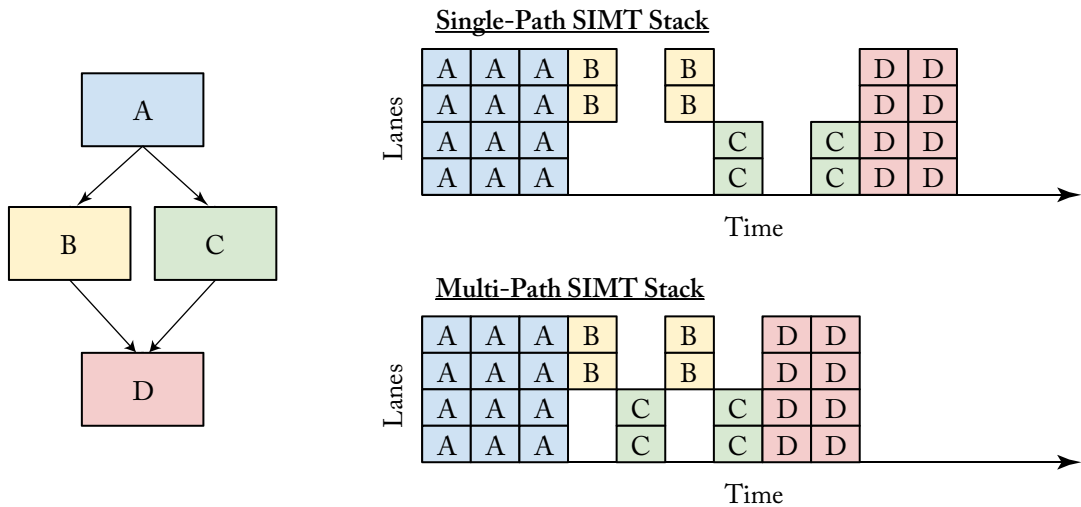 A
B C
D
Single-Path SIMT Stack
Lanes
A A A B B D D
A A A B B D D
A A A C C D D
A A A C C D D
Time
Multi-Path SIMT Stack
Lanes
A A A B B D D
A A A B B D D
A A A C C D D
A A A C C D D
Time